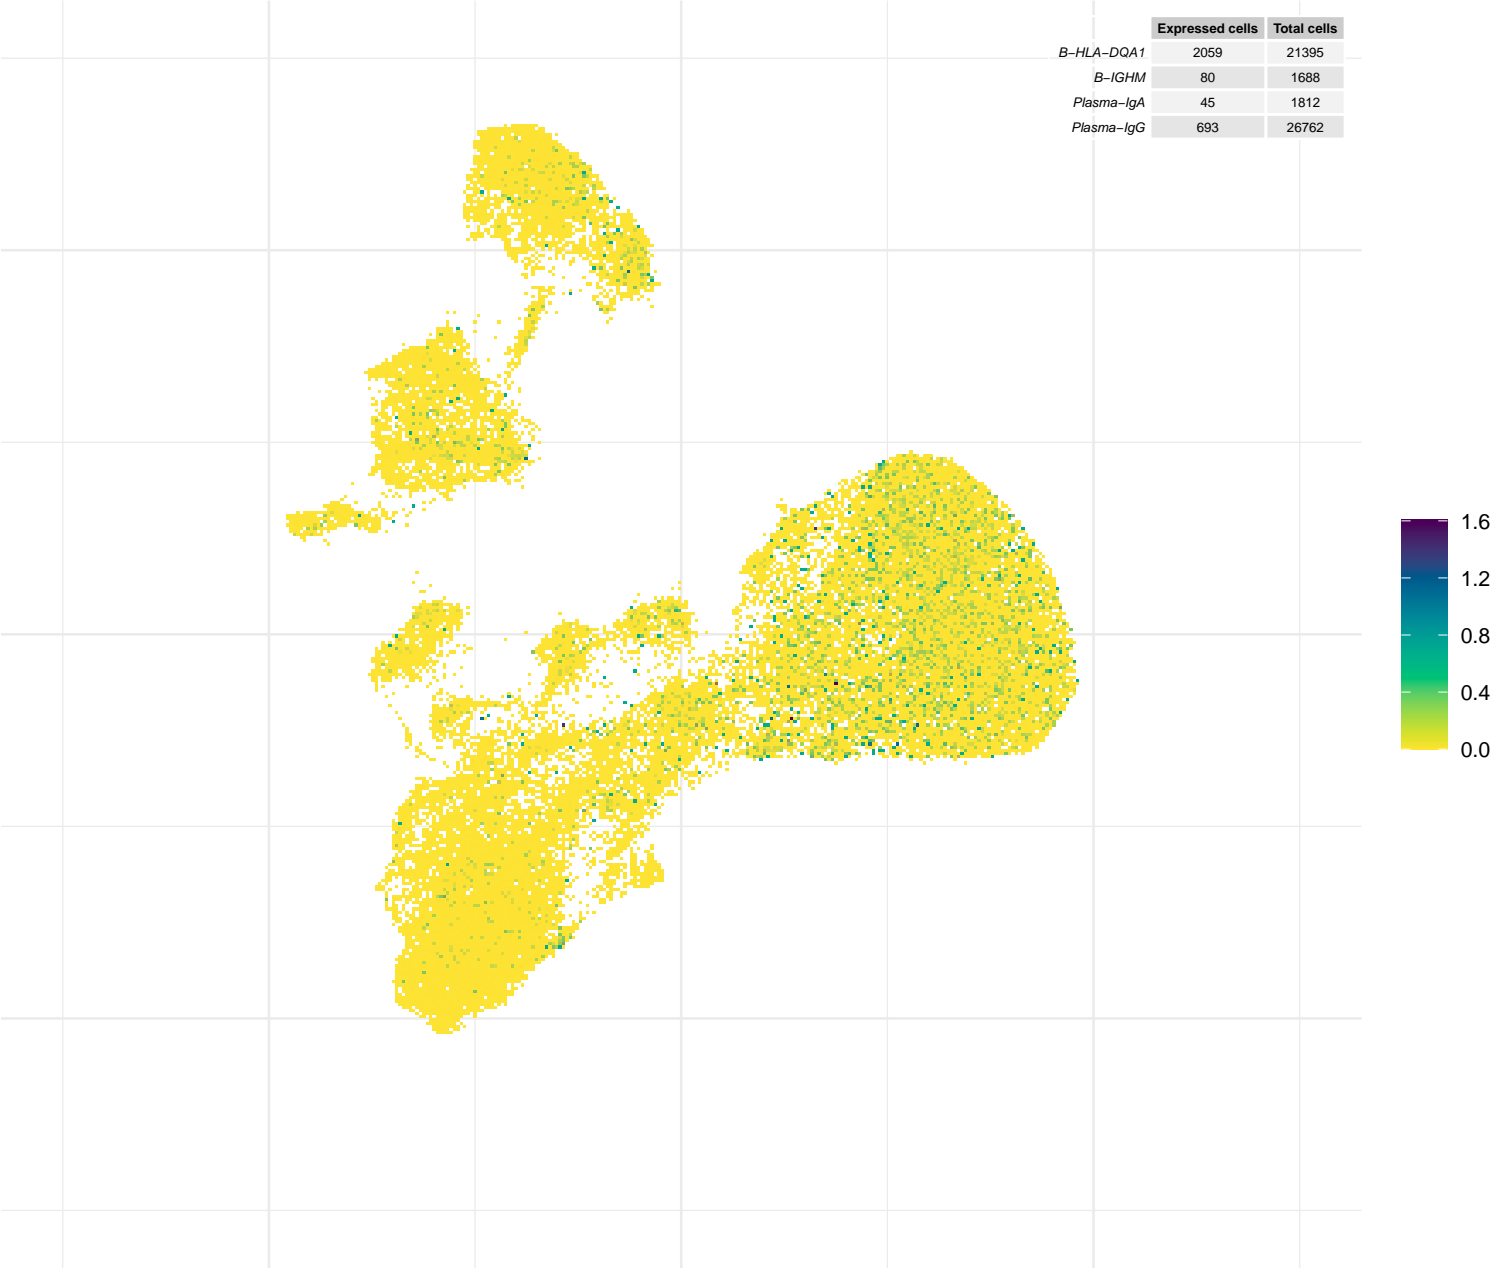 Expressed cells Total cells
B−HLA−DQA1 2059 21395
B−IGHM 80 1688
Plasma−IgA 45 1812
Plasma−IgG 693 26762
1.6
1.2
0.8
0.4
0.0